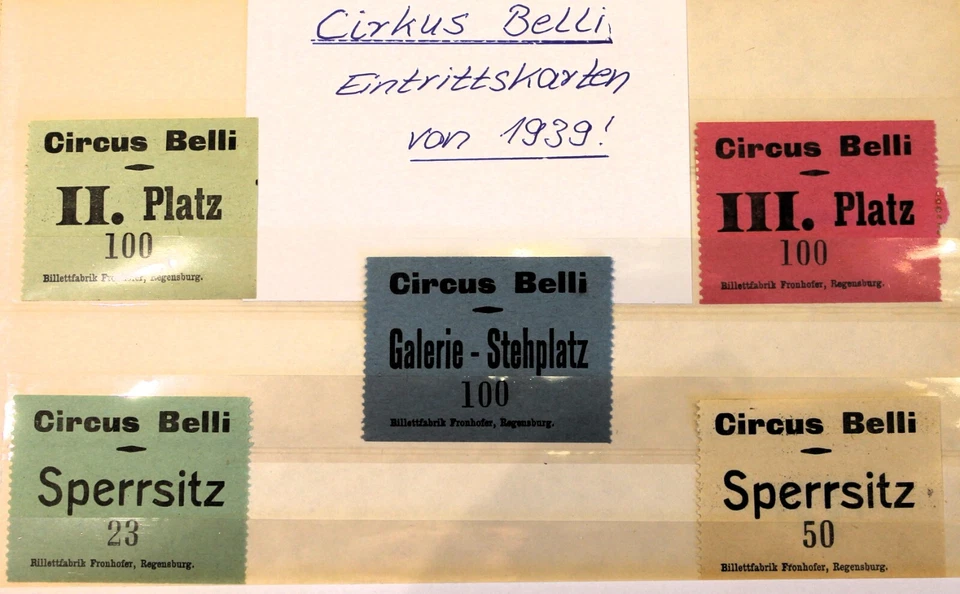 Cirkus Belli,
Eintrittskarten
von 1939!
Circus Belli
II. Platz
100
Billettfabrik Fronhofer, Regensburg.
Circus Belli
III. Platz
100
Billettfabrik Fronhofer, Regensburg.
Circus Belli
Galerie - Stehplatz
100
Billettfabrik Fronhofer, Regensburg.
Circus Belli
Sperrsitz
23
Billettfabrik Fronhofer, Regensburg.
Circus Belli
Sperrsitz
50
Billettfabrik Fronhofer, Regensburg.